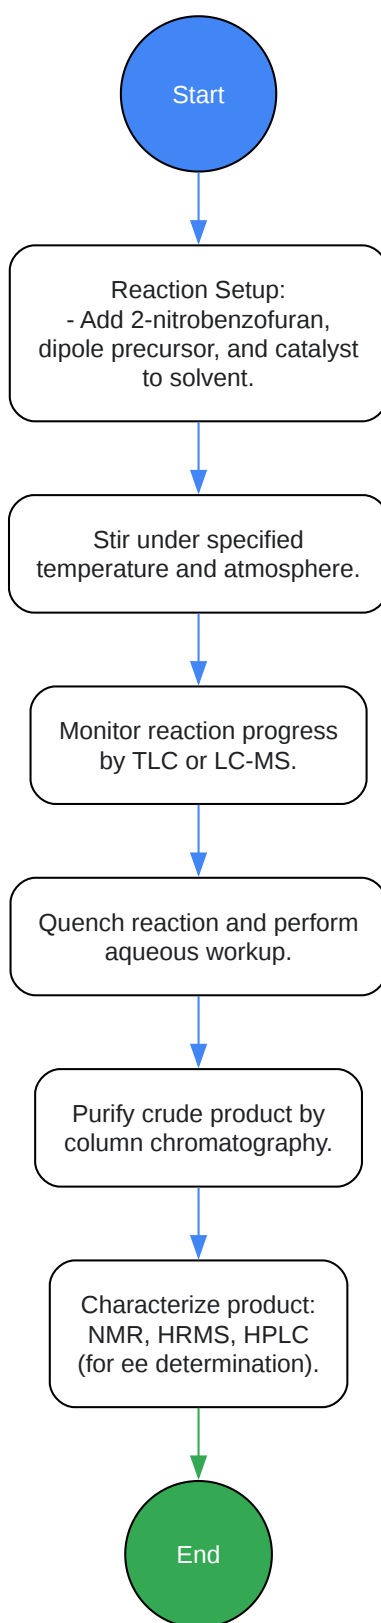 Start
Reaction Setup:
- Add 2-nitrobenzofuran,
dipole precursor, and catalyst
to solvent.
Stir under specified
temperature and atmosphere.
Monitor reaction progress
by TLC or LC-MS.
Quench reaction and perform
aqueous workup.
Purify crude product by
column chromatography.
Characterize product:
NMR, HRMS, HPLC
(for ee determination).
End